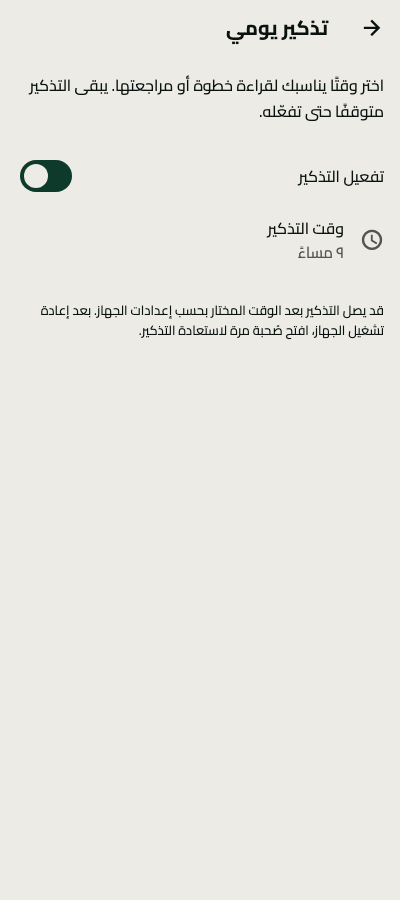 تذكير يومي
اختر وقتًا يناسبك لقراءة خطوة أو مراجعتها. يبقى التذكير
متوقفًا حتى تفعّله.
تفعيل التذكير
وقت التذكير
٩ مساءً
قد يصل التذكير بعد الوقت المختار بحسب إعدادات الجهاز. بعد إعادة
تشغيل الجهاز، افتح صُحبة مرة لاستعادة التذكير.